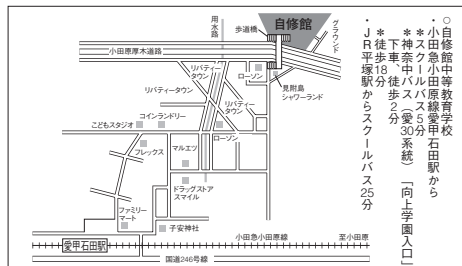 ○自修館中等教育学校
・小田急小田原線愛甲石田駅から
＊スクールバス5分
＊神奈中バス（愛30系統）「向上学園入口」
下車、徒歩2分
＊徒歩18分
・JR平塚駅からスクールバス25分
自修館
グラウンド
歩道橋
用水路
小田原厚木道路
リバティー
タウン
ローソン
見附島
シャワーランド
リバティータウン
リバティー
タウン
コインランドリー
こどもスタジオ
ローソン
フレックス
マルエツ
ドラッグストア
スマイル
ファミリー
マート
子安神社
愛甲石田駅
小田急小田原線
至小田原
国道246号線